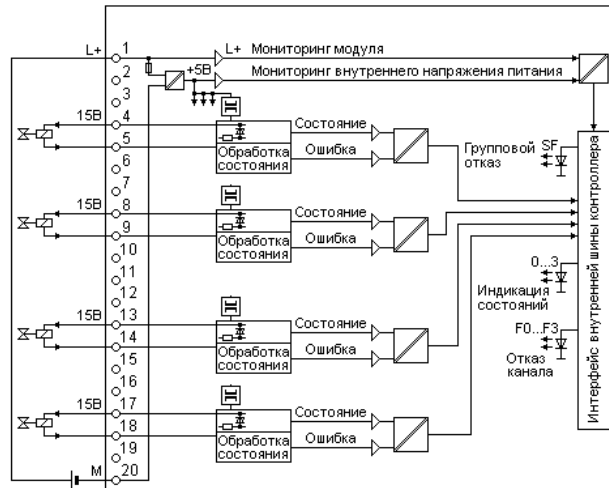 L+ 1 L+ Мониторинг модуля
2 +5В Мониторинг внутреннего напряжения питания
3
15В 4 Состояние
5 Обработка состояния Ошибка
6
7
15В 8 Состояние
9 Обработка состояния Ошибка
10
11
12
15В 13 Состояние
14 Обработка состояния Ошибка
15
16
15В 17 Состояние
18 Обработка состояния Ошибка
19
M 20
Групповой отказ SF
0...3
Индикация состояний
F0...F3
Отказ канала
Интерфейс внутренней шины контроллера